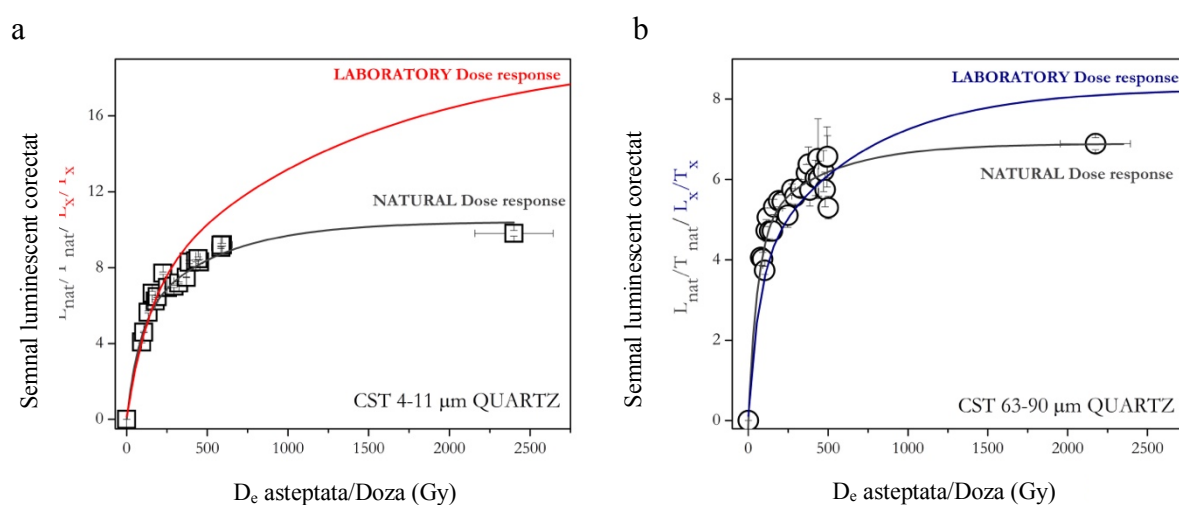 a
LABORATORY Dose response
NATURAL Dose response
CST 4-11 μm QUARTZ
Semnal luminescent corectat
16
12
8
4
0
0 500 1000 1500 2000 2500
Dₑ asteptata/Doza (Gy)
b
LABORATORY Dose response
NATURAL Dose response
CST 63-90 μm QUARTZ
Semnal luminescent corectat
L_nat/T_nat/ L_x/T_x
8
6
4
2
0
0 500 1000 1500 2000 2500
Dₑ asteptata/Doza (Gy)